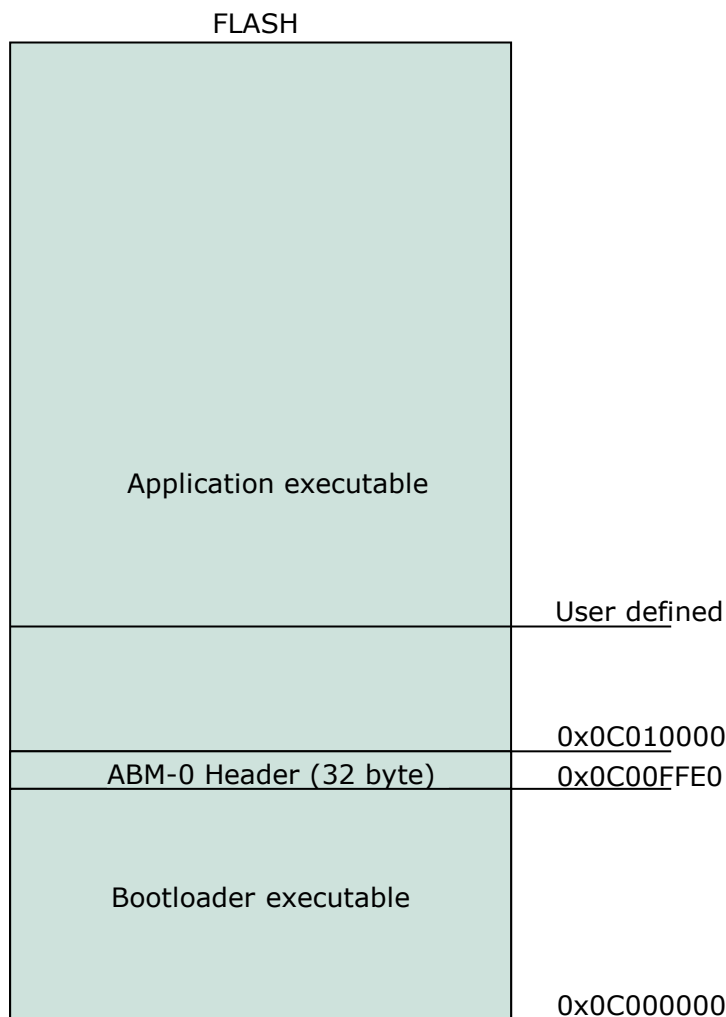 FLASH
Application executable
User defined
0x0C010000
ABM-0 Header (32 byte)
0x0C00FFE0
Bootloader executable
0x0C000000